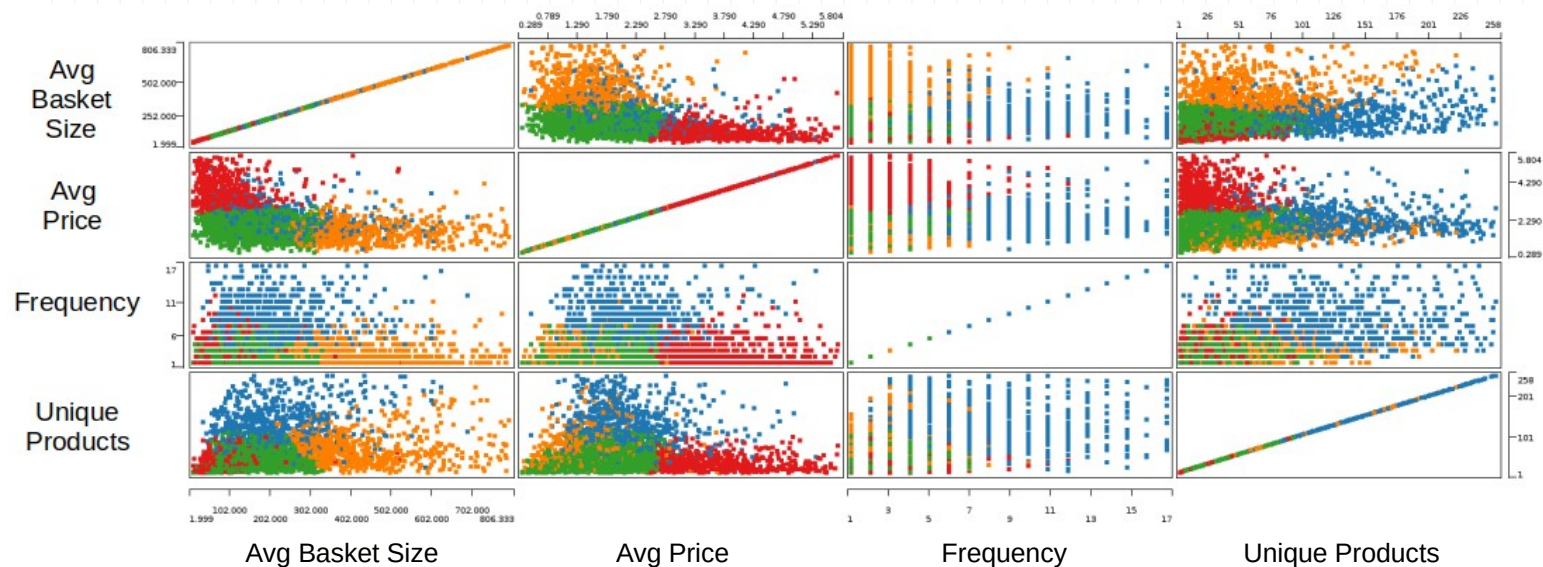 0.789 1.790 2.790 3.790 4.790 5.804
0.289 1.290 2.290 3.290 4.290 5.290
26 76 126 176 226
1 51 101 151 201 258
Avg
Basket
Size
806.333
502.000
252.000
1.999
Avg
Price
5.804
4.290
2.290
0.289
Frequency
17
11
6
1
Unique
Products
258
201
101
1
102.000 302.000 502.000 702.000
1.999 202.000 402.000 602.000 806.333
3 7 11 15
1 5 9 13 17
Avg Basket Size
Avg Price
Frequency
Unique Products